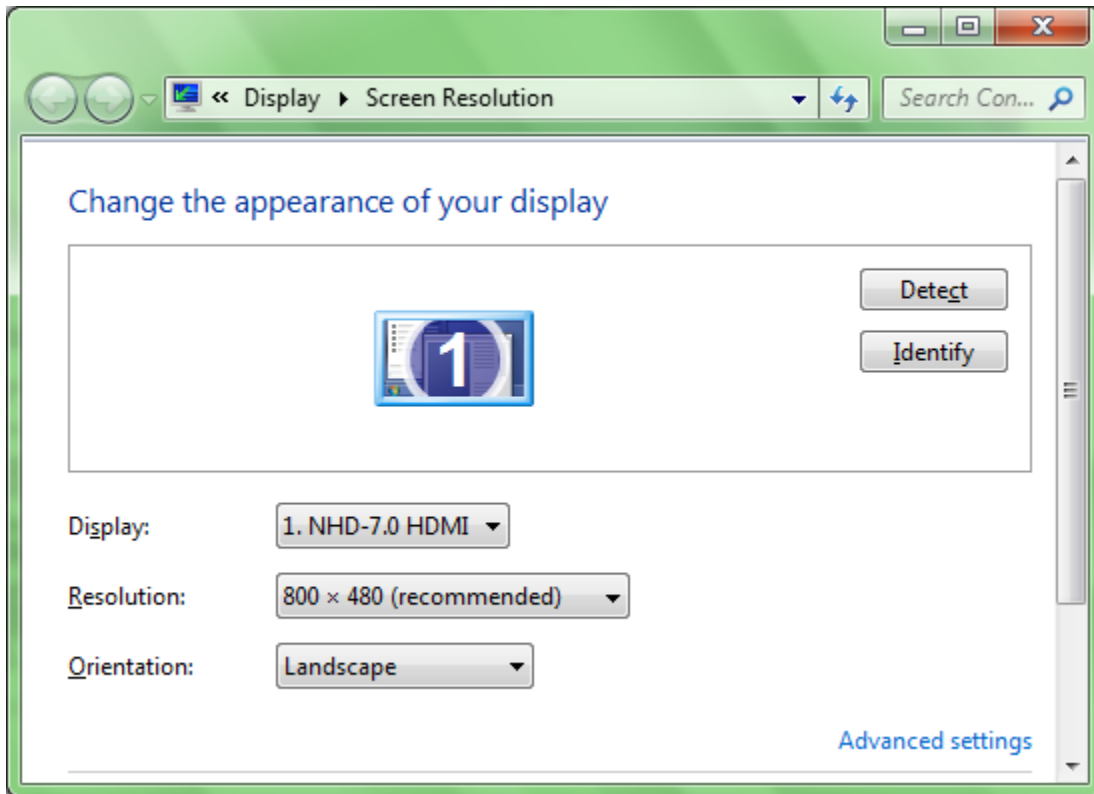 « Display ▸ Screen Resolution
Search Con...
Change the appearance of your display
Detect
1
Identify
Display: 1. NHD-7.0 HDMI
Resolution: 800 × 480 (recommended)
Orientation: Landscape
Advanced settings